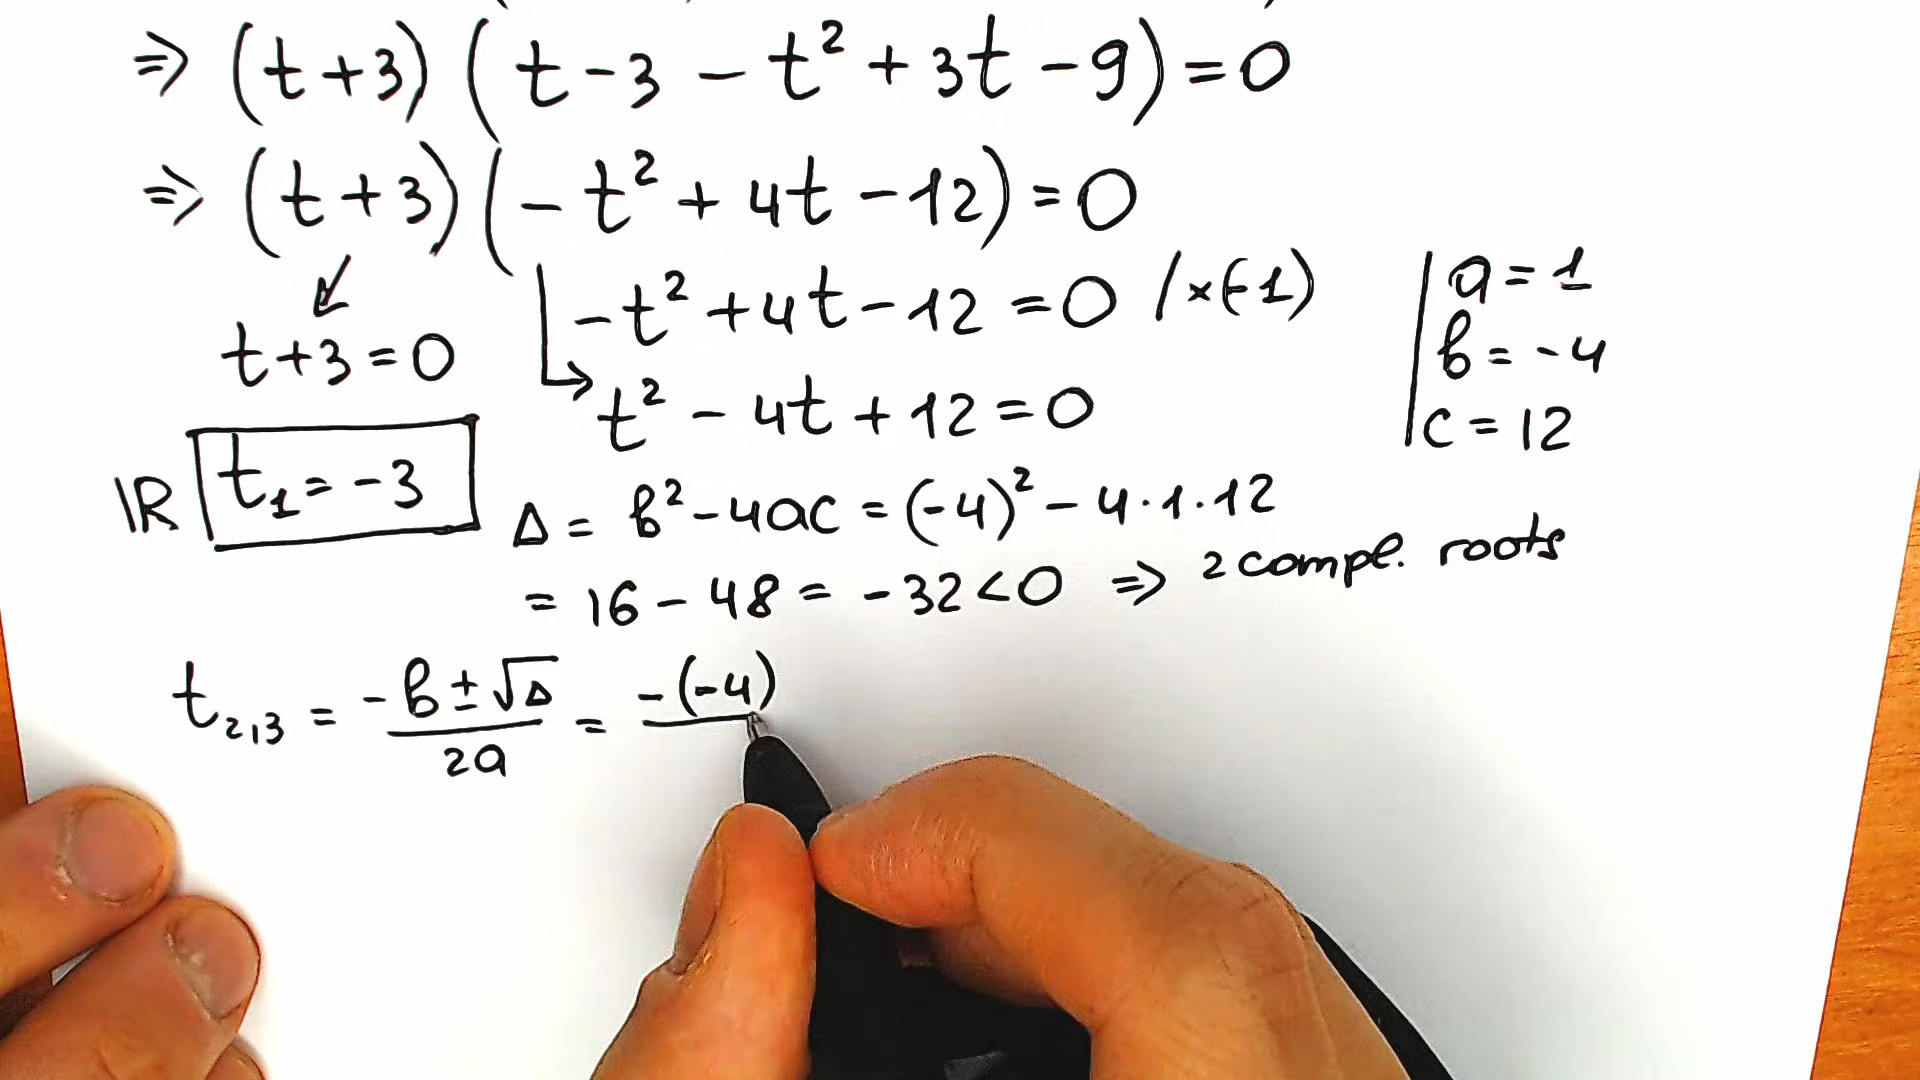 ⇒ (t+3) (t-3 - t² + 3t - 9) = 0
⇒ (t+3) (-t² + 4t - 12) = 0
↙
t+3 = 0
t₁ = -3
IR
-t² + 4t - 12 = 0 / ×(-1)
t² - 4t + 12 = 0
a = 1
b = -4
c = 12
Δ = b² - 4ac = (-4)² - 4·1·12
= 16 - 48 = -32 < 0 ⇒ 2 compl. roots
t₂,₃ = (-b ± √Δ)/2a = -(-4)